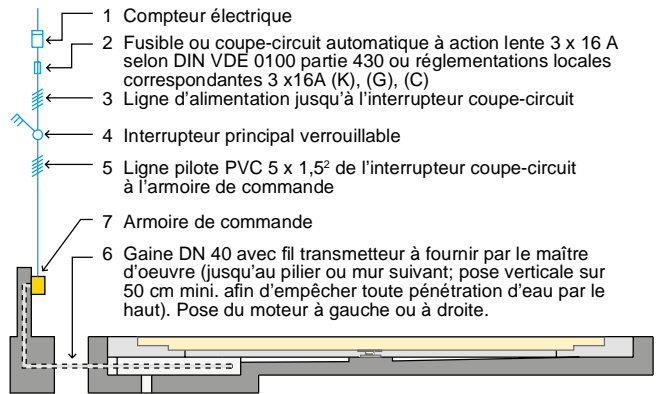 1 Compteur électrique
2 Fusible ou coupe-circuit automatique à action lente 3 x 16 A
selon DIN VDE 0100 partie 430 ou réglementations locales
correspondantes 3 x16A (K), (G), (C)
3 Ligne d'alimentation jusqu'à l'interrupteur coupe-circuit
4 Interrupteur principal verrouillable
5 Ligne pilote PVC 5 x 1,5² de l'interrupteur coupe-circuit
à l'armoire de commande
7 Armoire de commande
6 Gaine DN 40 avec fil transmetteur à fournir par le maître
d'oeuvre (jusqu'au pilier ou mur suivant; pose verticale sur
50 cm mini. afin d'empêcher toute pénétration d'eau par le
haut). Pose du moteur à gauche ou à droite.